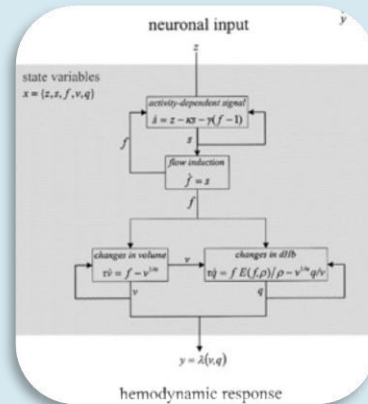 ẏ
neuronal input
z
state variables
x = {z,s,f,v,q}
activity-dependent signal
ṡ = z − κs − γ(f − 1)
f
s
flow induction
ḟ = s
f
changes in volume
τv̇ = f − v^{1/α}
v
changes in dHb
τq̇ = f E(f,ρ)/ρ − v^{1/α} q/v
v
q
y = λ(v,q)
hemodynamic response